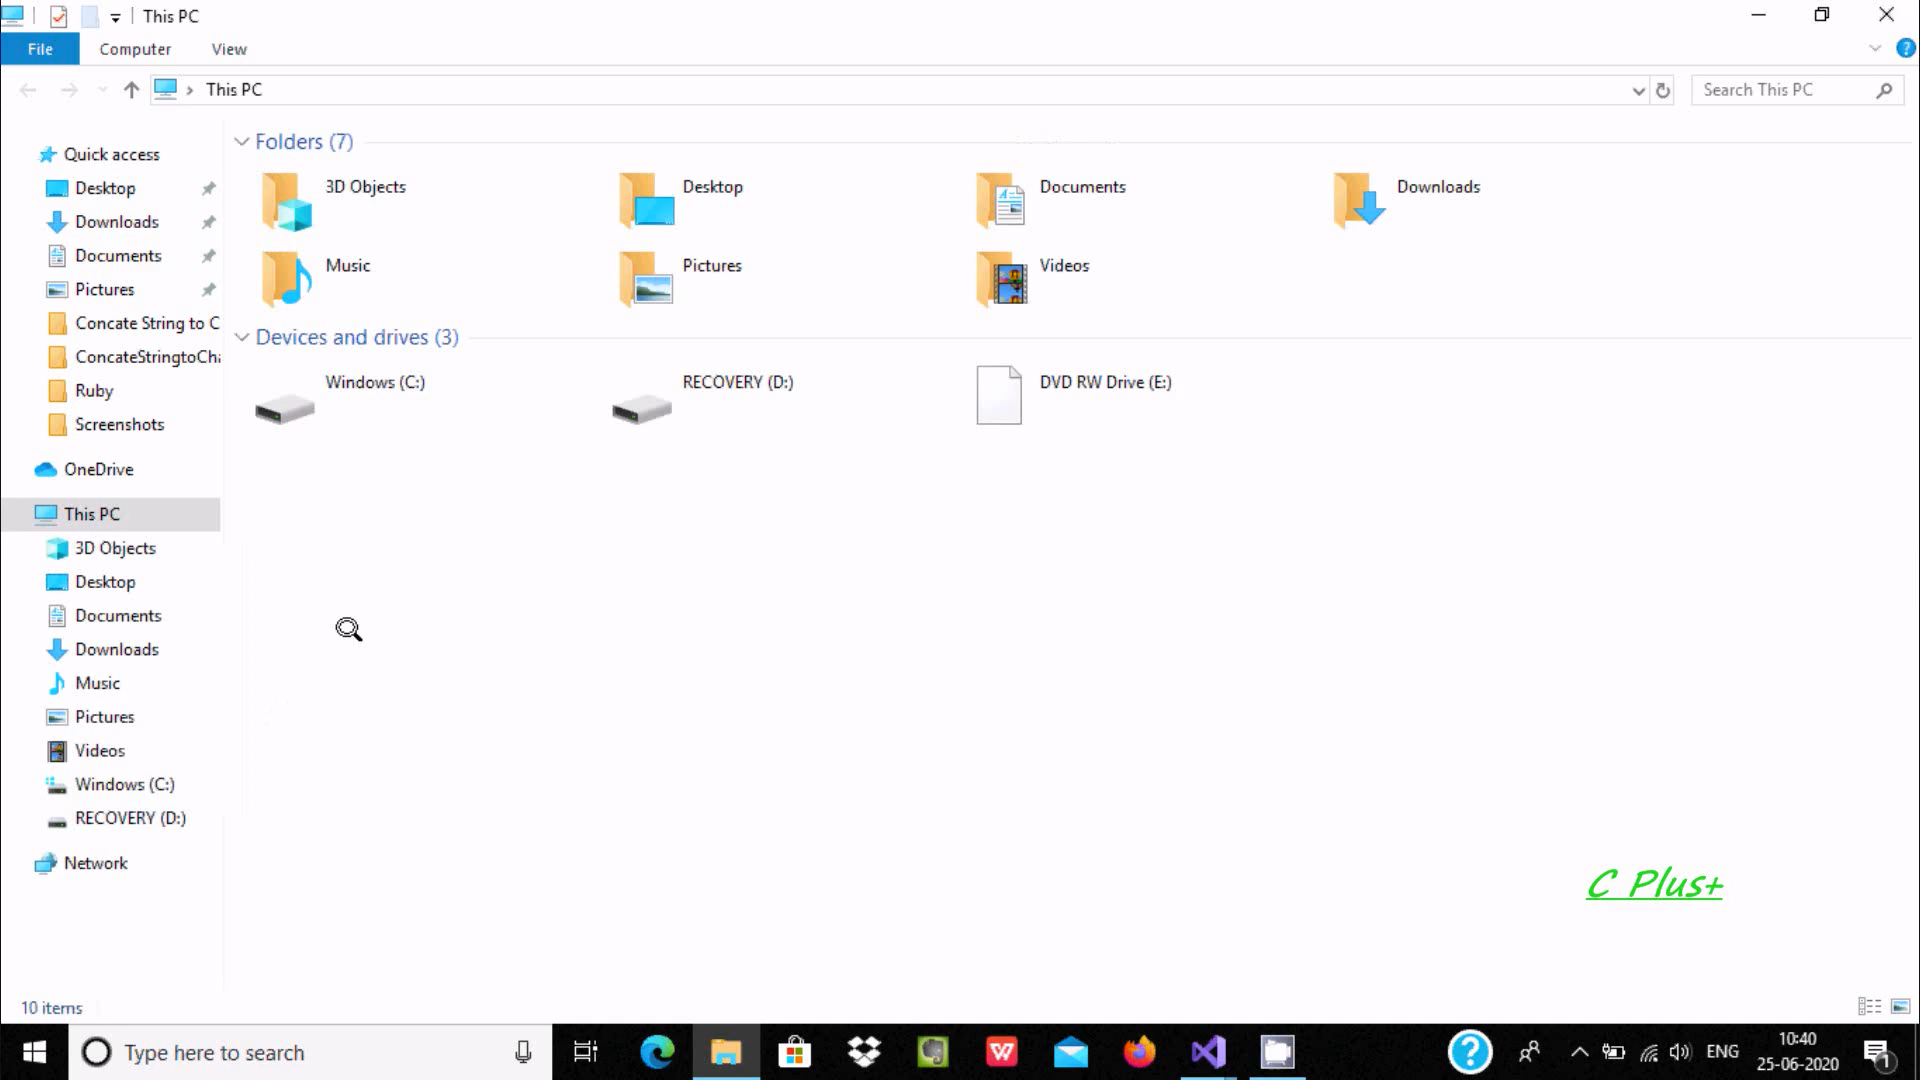 This PC
File Computer View
This PC
Search This PC
Quick access
Desktop
Downloads
Documents
Pictures
Concate String to C
ConcateStringtoCha
Ruby
Screenshots
OneDrive
This PC
3D Objects
Desktop
Documents
Downloads
Music
Pictures
Videos
Windows (C:)
RECOVERY (D:)
Network
Folders (7)
3D Objects Desktop Documents Downloads
Music Pictures Videos
Devices and drives (3)
Windows (C:) RECOVERY (D:) DVD RW Drive (E:)
C Plus+
10 items
Type here to search
ENG
10:40
25-06-2020
1